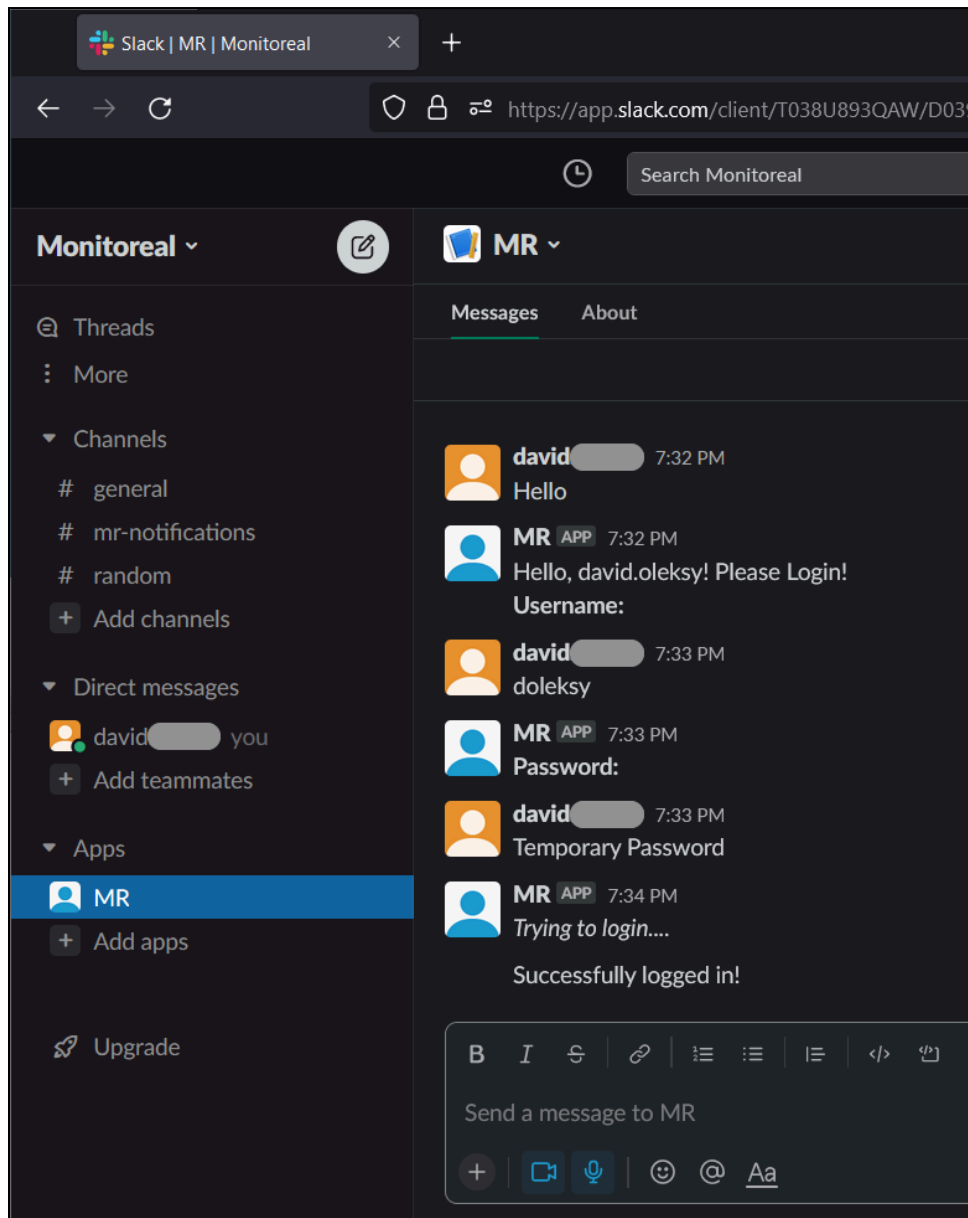 Slack | MR | Monitoreal
https://app.slack.com/client/T038U893QAW/D039
Search Monitoreal
Monitoreal
MR
Threads
More
Channels
# general
# mr-notifications
# random
+ Add channels
Direct messages
david you
+ Add teammates
Apps
MR
+ Add apps
Upgrade
Messages About
david 7:32 PM
Hello
MR APP 7:32 PM
Hello, david.oleksy! Please Login!
Username:
david 7:33 PM
doleksy
MR APP 7:33 PM
Password:
david 7:33 PM
Temporary Password
MR APP 7:34 PM
Trying to login....
Successfully logged in!
B I S
Send a message to MR
+ @ Aa